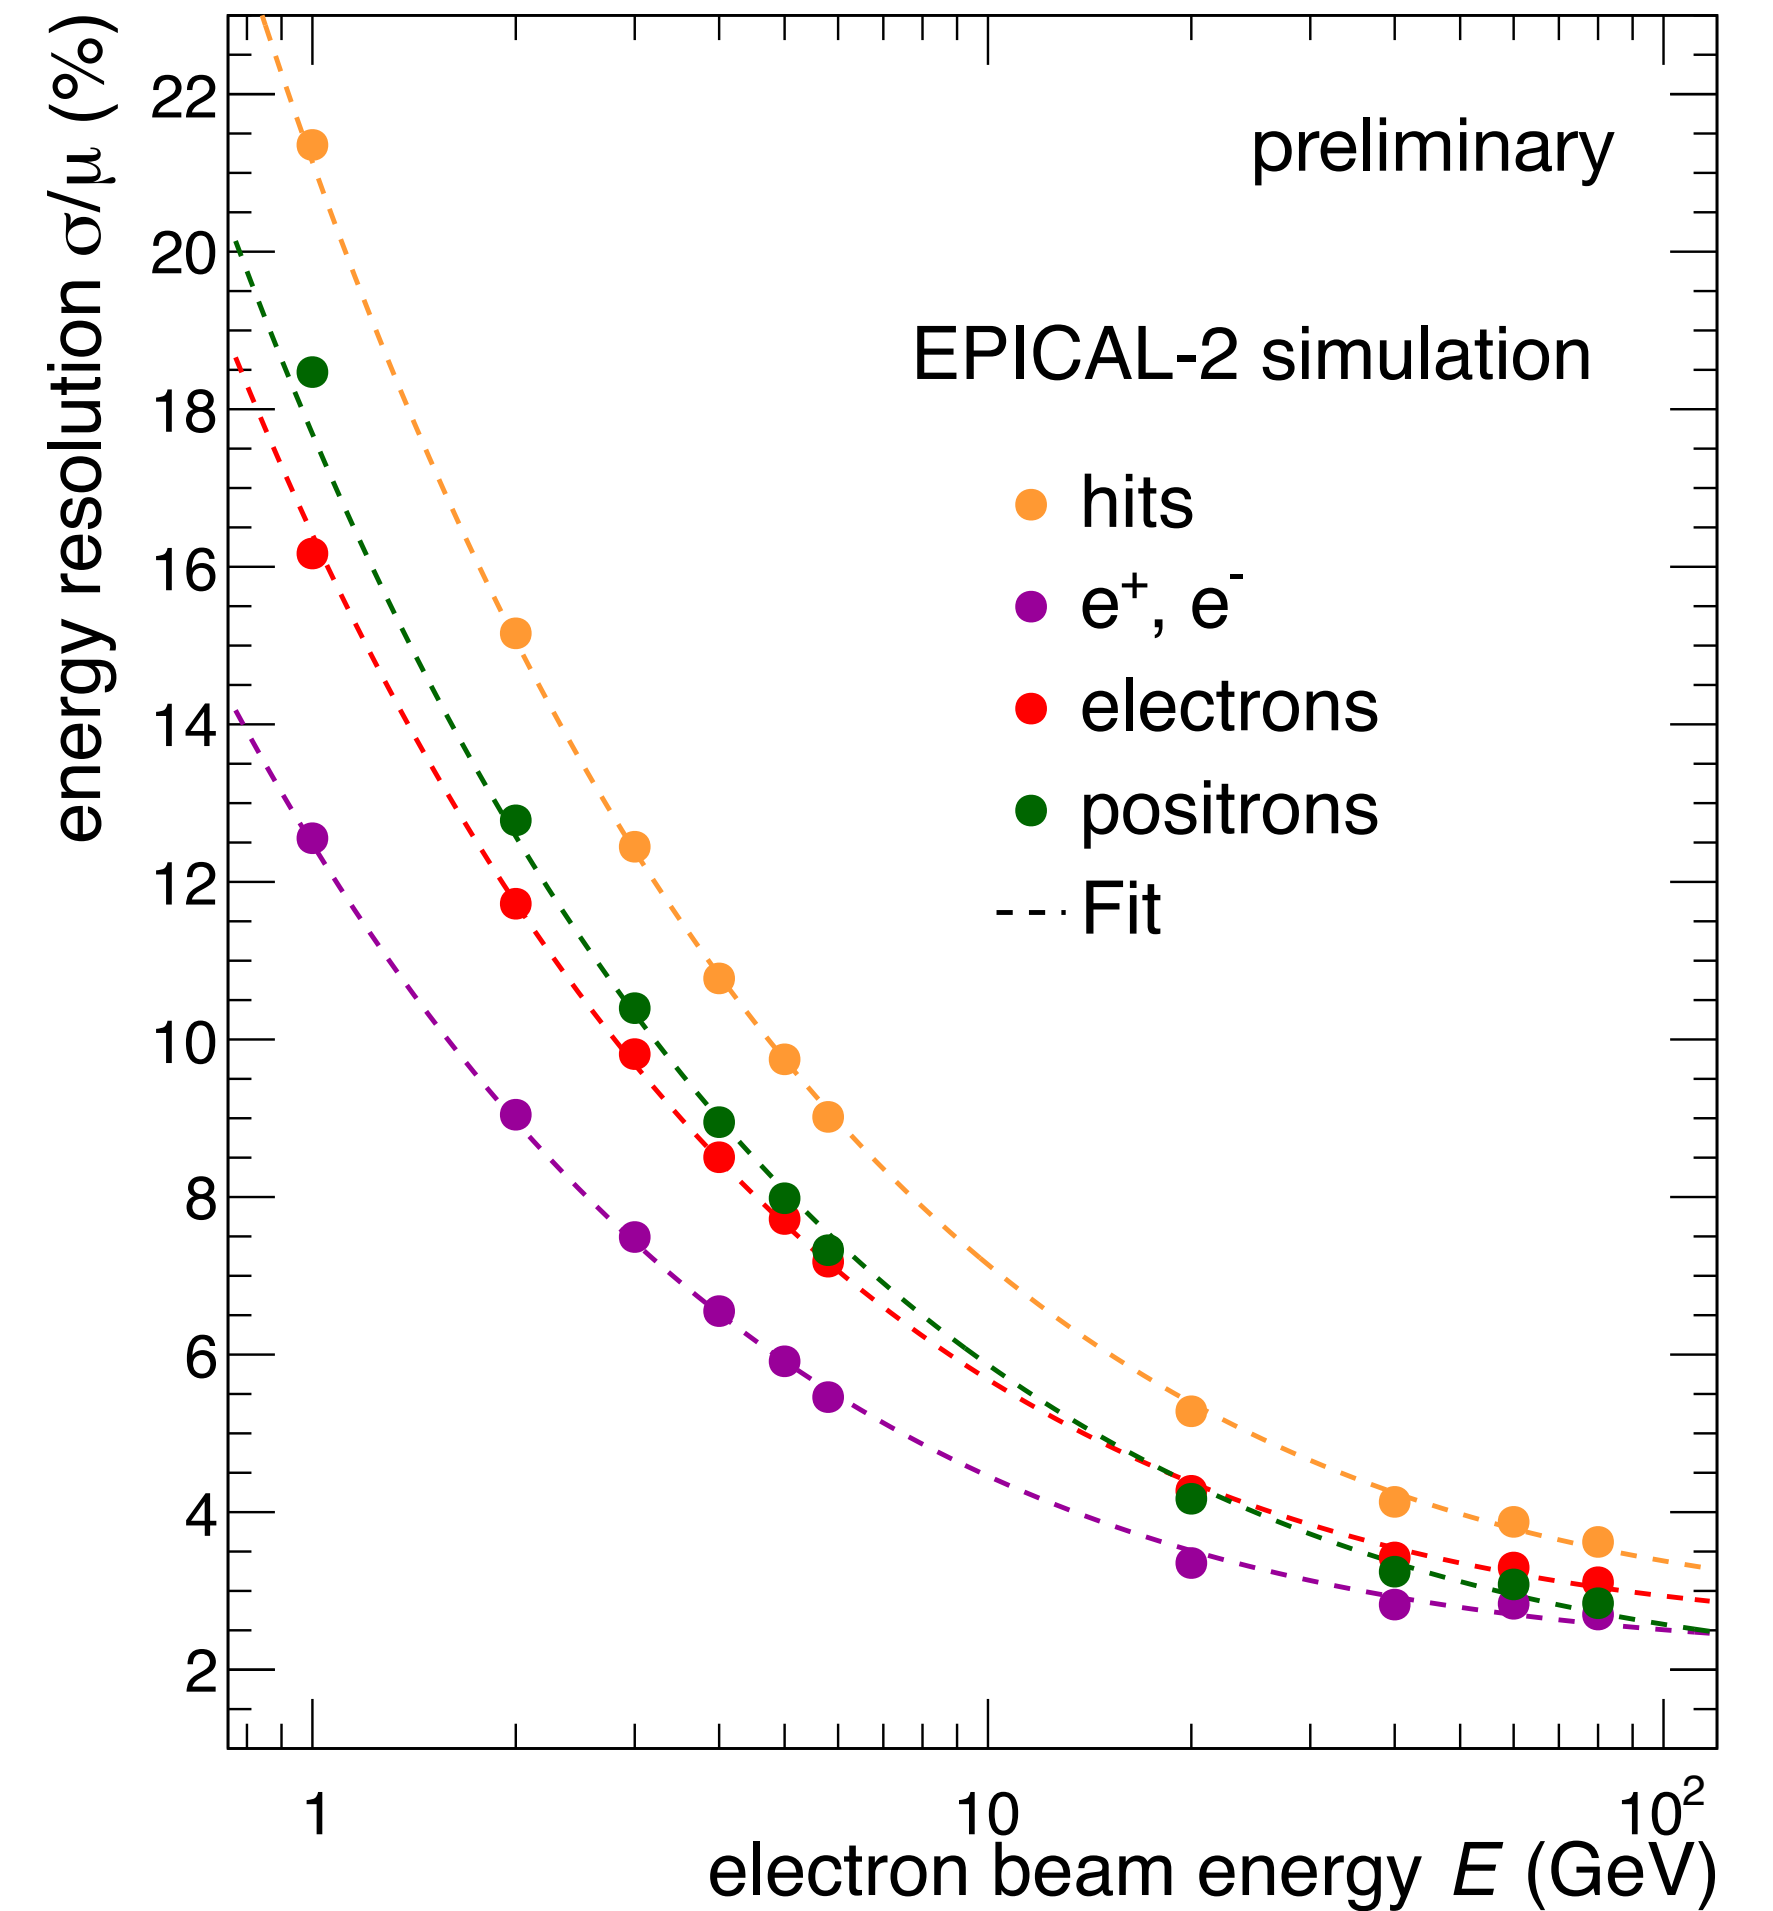 energy resolution σ/μ (%)
22
20
18
16
14
12
10
8
6
4
2
preliminary
EPICAL-2 simulation
hits
e⁺, e⁻
electrons
positrons
Fit
1 10 10²
electron beam energy E (GeV)